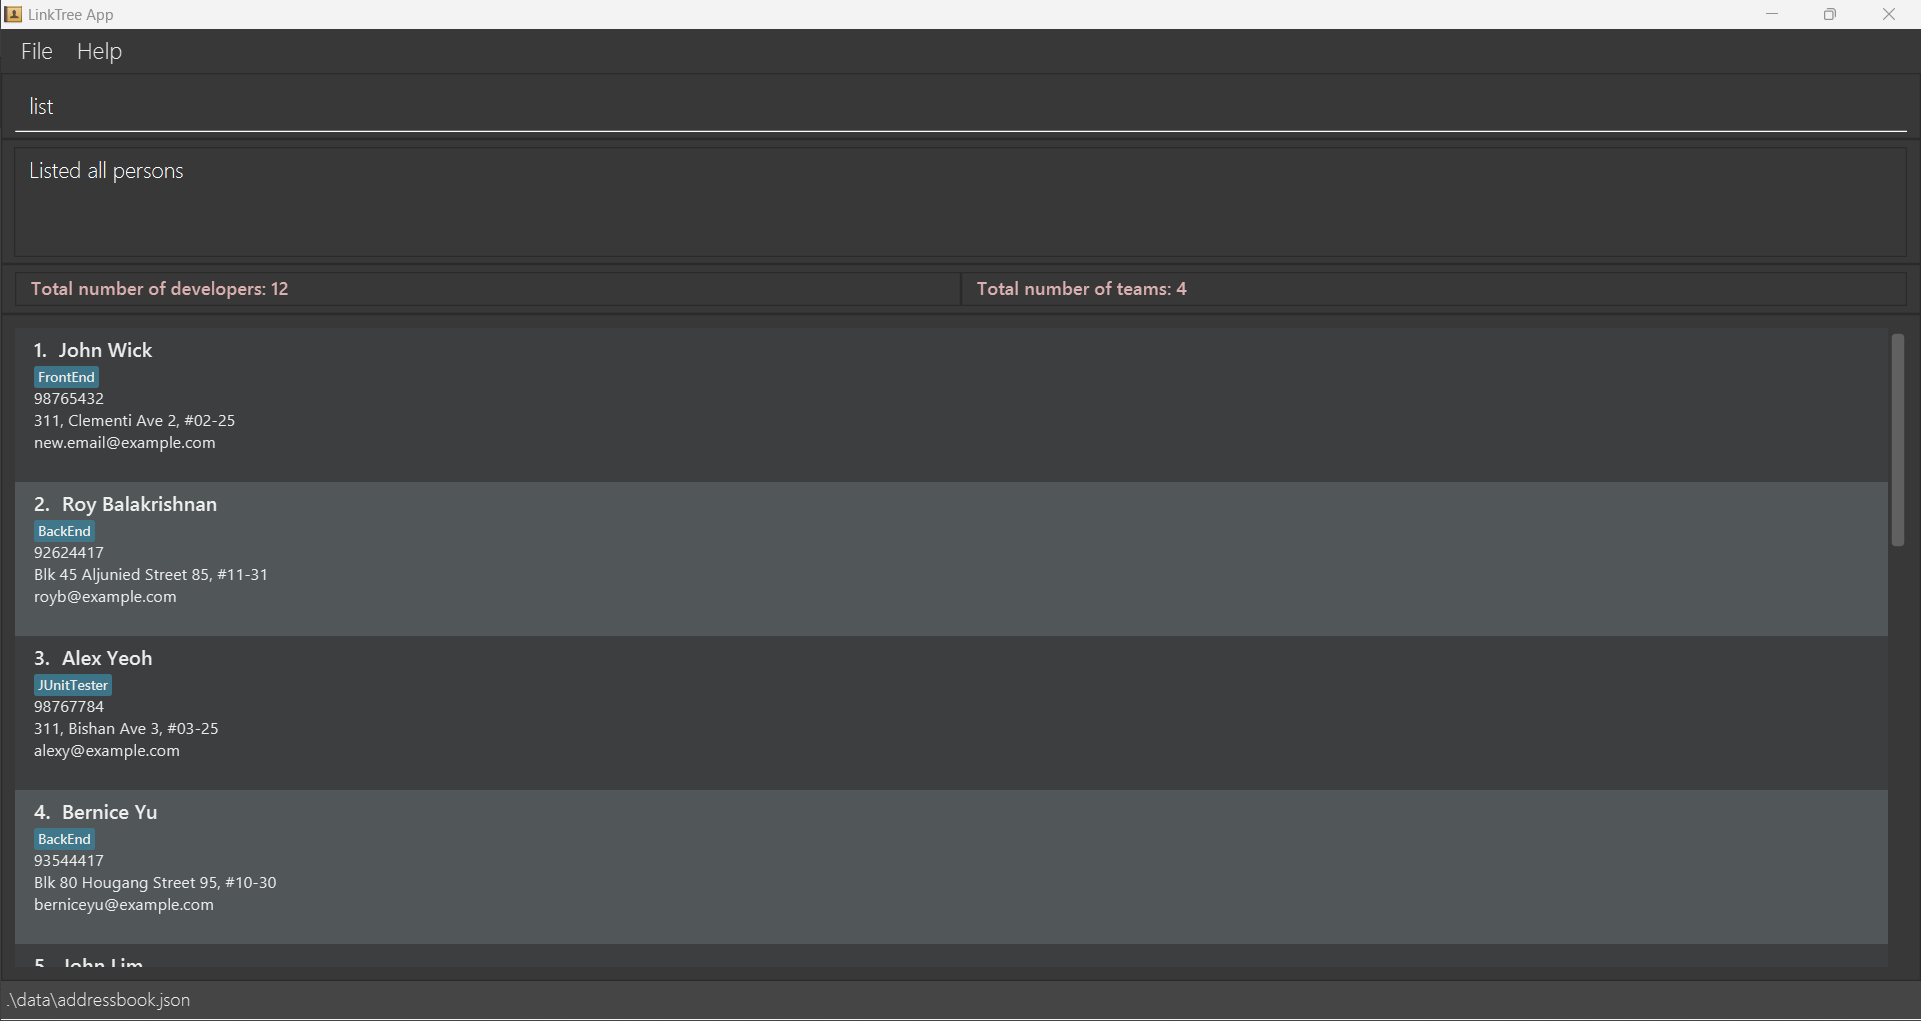 LinkTree App
File Help
list
Listed all persons
Total number of developers: 12
Total number of teams: 4
1. John Wick
FrontEnd
98765432
311, Clementi Ave 2, #02-25
new.email@example.com
2. Roy Balakrishnan
BackEnd
92624417
Blk 45 Aljunied Street 85, #11-31
royb@example.com
3. Alex Yeoh
JUnitTester
98767784
311, Bishan Ave 3, #03-25
alexy@example.com
4. Bernice Yu
BackEnd
93544417
Blk 80 Hougang Street 95, #10-30
berniceyu@example.com
5. John Lim
.\data\addressbook.json